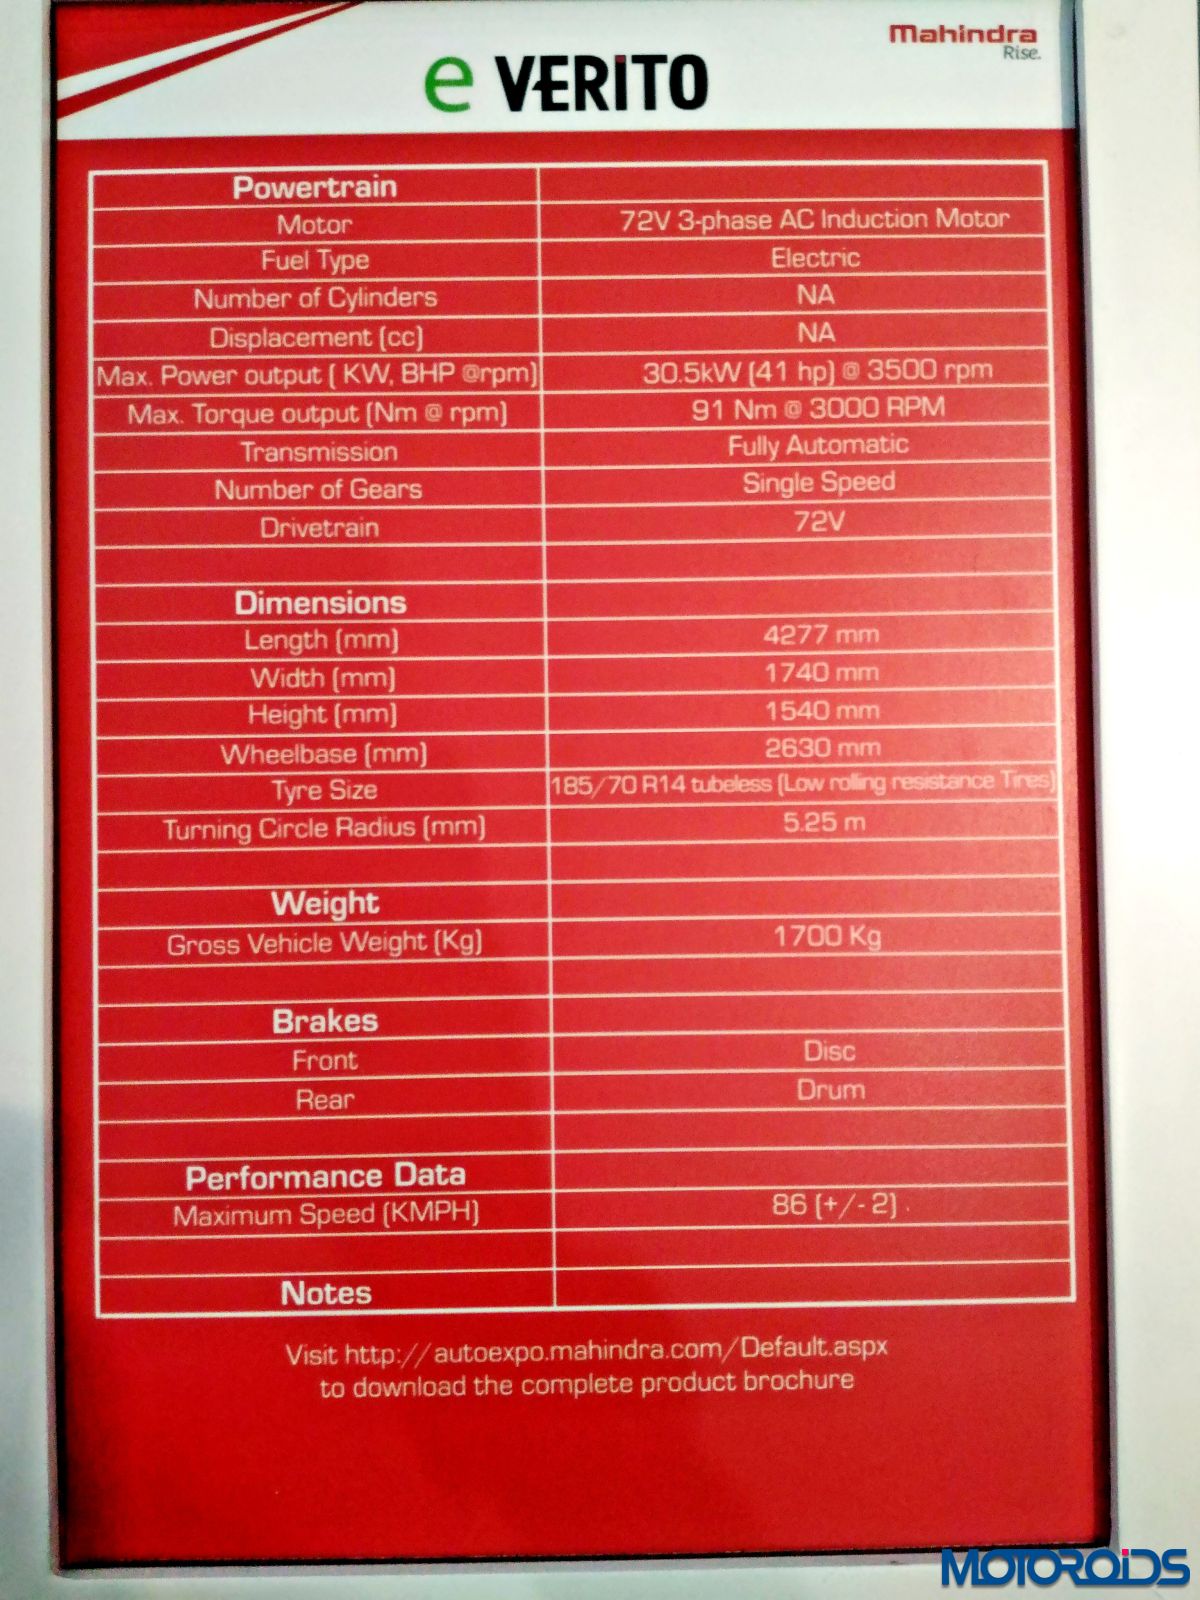 Mahindra
Rise.
e VERITO
Powertrain
Motor 72V 3-phase AC Induction Motor
Fuel Type Electric
Number of Cylinders NA
Displacement (cc) NA
Max. Power output ( KW, BHP @rpm) 30.5kW (41 hp) @ 3500 rpm
Max. Torque output (Nm @ rpm) 91 Nm @ 3000 RPM
Transmission Fully Automatic
Number of Gears Single Speed
Drivetrain 72V
Dimensions
Length (mm) 4277 mm
Width (mm) 1740 mm
Height (mm) 1540 mm
Wheelbase (mm) 2630 mm
Tyre Size 185/70 R14 tubeless (Low rolling resistance Tires)
Turning Circle Radius (mm) 5.25 m
Weight
Gross Vehicle Weight (Kg) 1700 Kg
Brakes
Front Disc
Rear Drum
Performance Data
Maximum Speed (KMPH) 86 (+/- 2) .
Notes
Visit http://autoexpo.mahindra.com/Default.aspx
to download the complete product brochure
MOTOROiDS